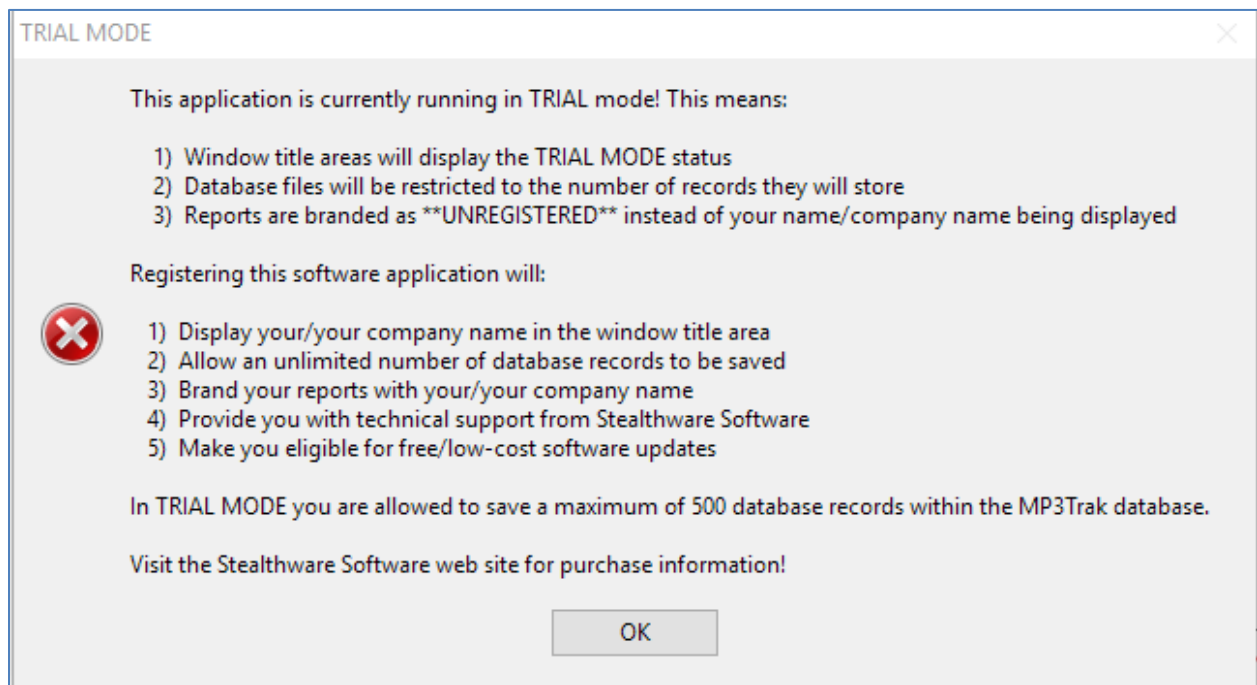 TRIAL MODE
This application is currently running in TRIAL mode! This means:
1) Window title areas will display the TRIAL MODE status
2) Database files will be restricted to the number of records they will store
3) Reports are branded as **UNREGISTERED** instead of your name/company name being displayed
Registering this software application will:
1) Display your/your company name in the window title area
2) Allow an unlimited number of database records to be saved
3) Brand your reports with your/your company name
4) Provide you with technical support from Stealthware Software
5) Make you eligible for free/low-cost software updates
In TRIAL MODE you are allowed to save a maximum of 500 database records within the MP3Trak database.
Visit the Stealthware Software web site for purchase information!
OK